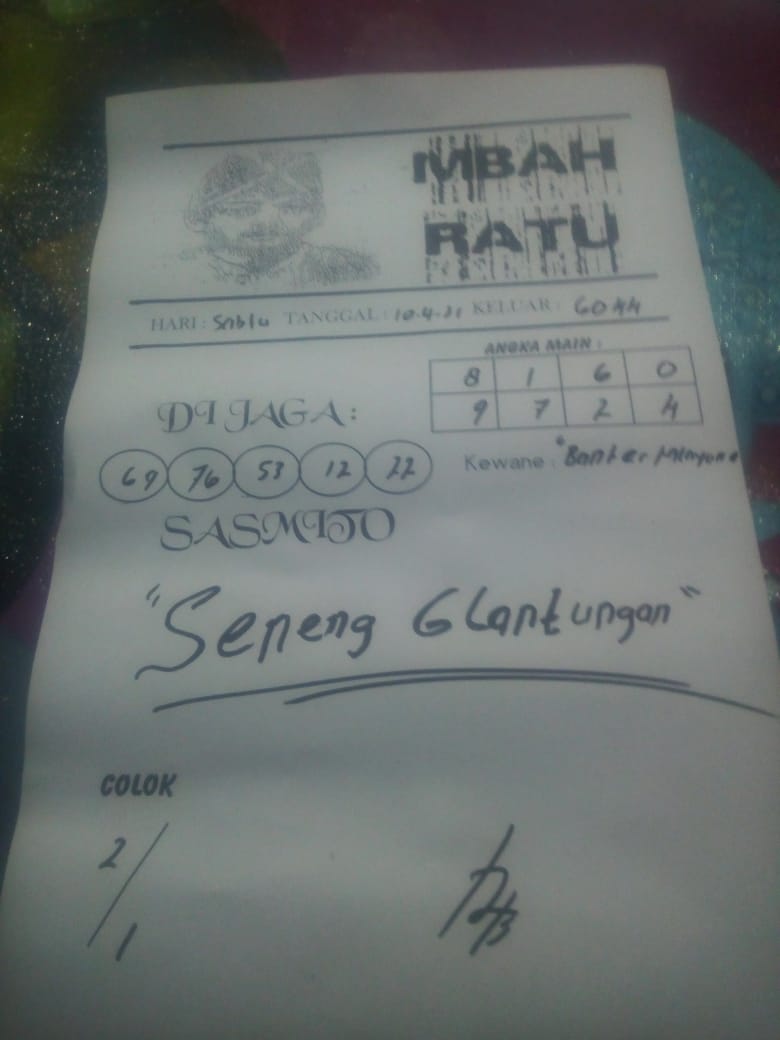 MBAH
RATU
HARI : Sabtu TANGGAL : 10-4-21 KELUAR : 6044
ANGKA MAIN :
8 1 6 0
9 7 2 4
DI JAGA :
69 76 53 12 22
Kewane : "Banter
SASMITO
"Seneng Glantungan"
COLOK
2/1